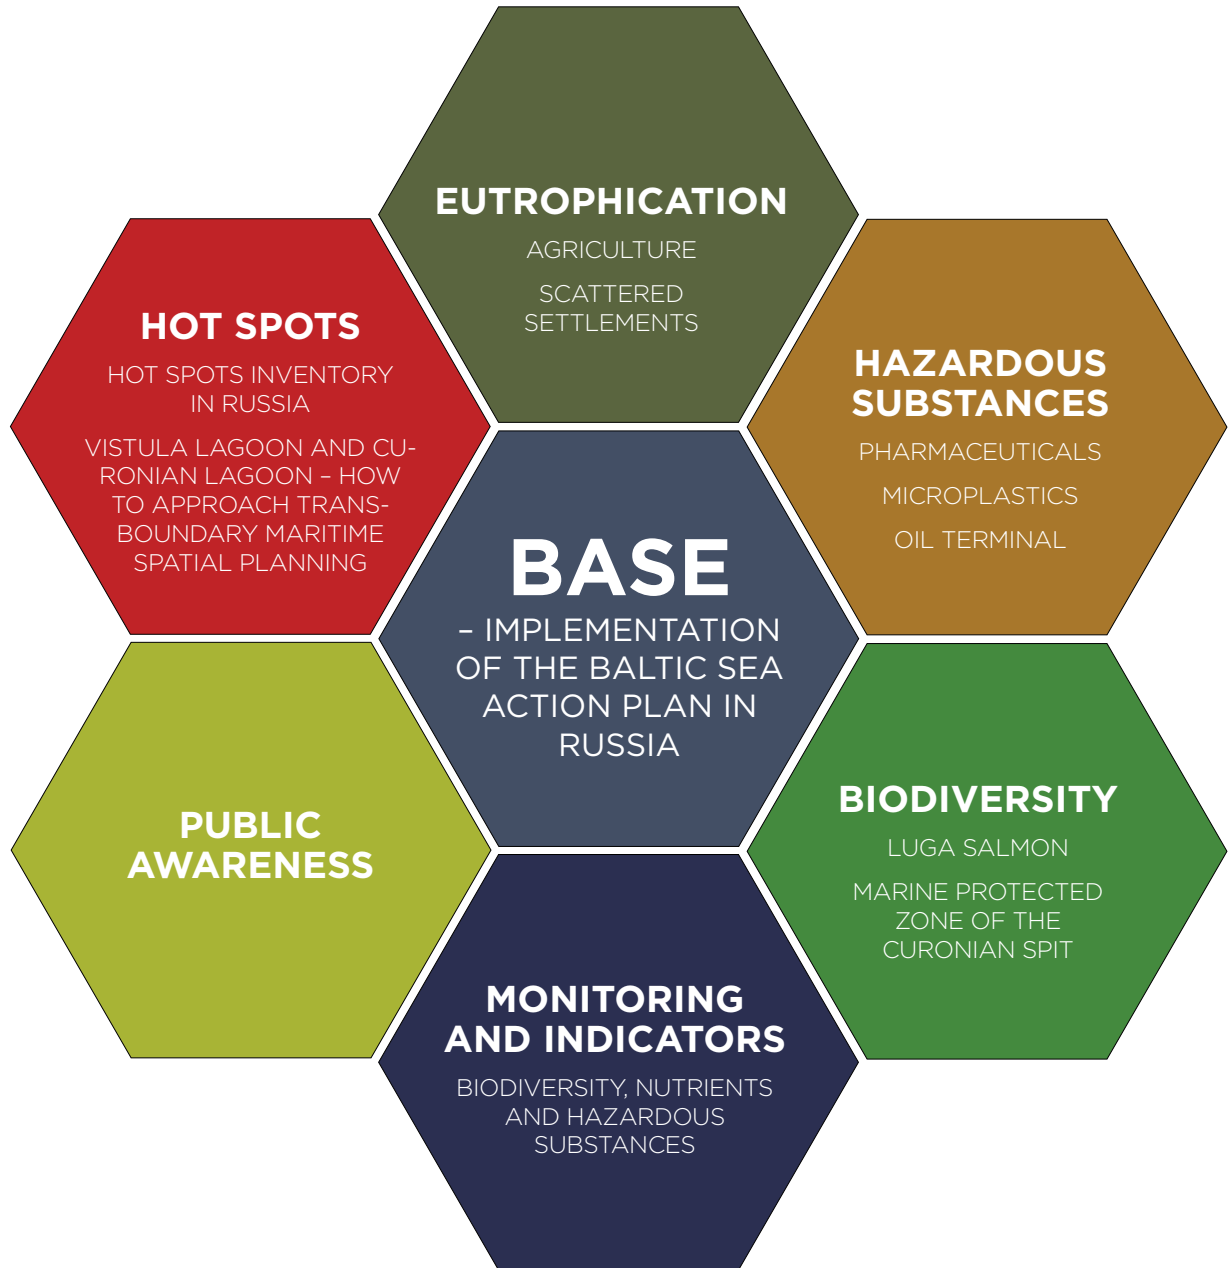 EUTROPHICATION
AGRICULTURE
SCATTERED
SETTLEMENTS
HOT SPOTS
HOT SPOTS INVENTORY
IN RUSSIA
VISTULA LAGOON AND CU-
RONIAN LAGOON – HOW
TO APPROACH TRANS-
BOUNDARY MARITIME
SPATIAL PLANNING
HAZARDOUS
SUBSTANCES
PHARMACEUTICALS
MICROPLASTICS
OIL TERMINAL
BASE
– IMPLEMENTATION
OF THE BALTIC SEA
ACTION PLAN IN
RUSSIA
PUBLIC
AWARENESS
BIODIVERSITY
LUGA SALMON
MARINE PROTECTED
ZONE OF THE
CURONIAN SPIT
MONITORING
AND INDICATORS
BIODIVERSITY, NUTRIENTS
AND HAZARDOUS
SUBSTANCES